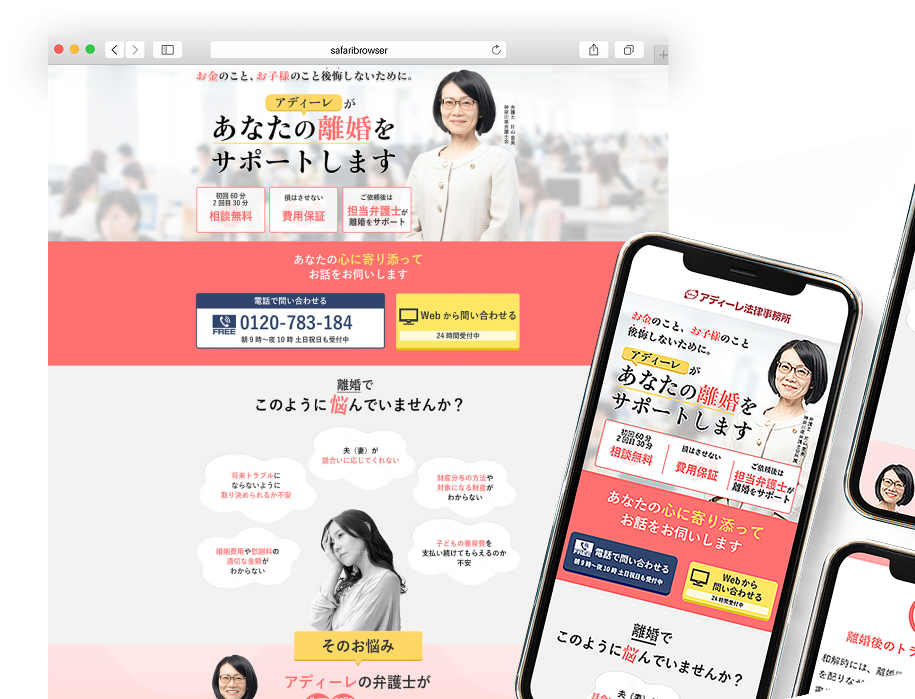 safaribrowser
お金のこと、お子様のこと後悔しないために。
アディーレが
あなたの離婚を
サポートします
初回60分
2回目30分
相談無料
損はさせない
費用保証
ご依頼後は
担当弁護士が
離婚をサポート
あなたの心に寄り添って
お話をお伺いします
電話で問い合わせる
FREE
0120-783-184
朝9時〜夜10時 土日祝日も受付中
Webから問い合わせる
24時間受付中
離婚で
このように悩んでいませんか？
夫（妻）が
話合いに応じてくれない
将来トラブルに
ならないように
取り決められるか不安
財産分与の方法や
対象になる財産が
わからない
婚姻費用や慰謝料の
適切な金額が
わからない
子どもの養育費を
支払い続けてもらえるのか
不安
そのお悩み
アディーレの弁護士が
アディーレ法律事務所
お金のこと、お子様のこと
後悔しないために。
アディーレが
あなたの離婚を
サポートします
初回60分
2回目30分
相談無料
損はさせない
費用保証
ご依頼後は
担当弁護士が
離婚をサポート
あなたの心に寄り添って
お話をお伺いします
FREE
電話で問い合わせる
朝9時〜夜10時 土日祝日も受付中
Webから
問い合わせる
24時間受付中
離婚で
このように悩んでいませんか？
夫（妻）が
離婚後のトラ
和解時には、離婚
を配りなが